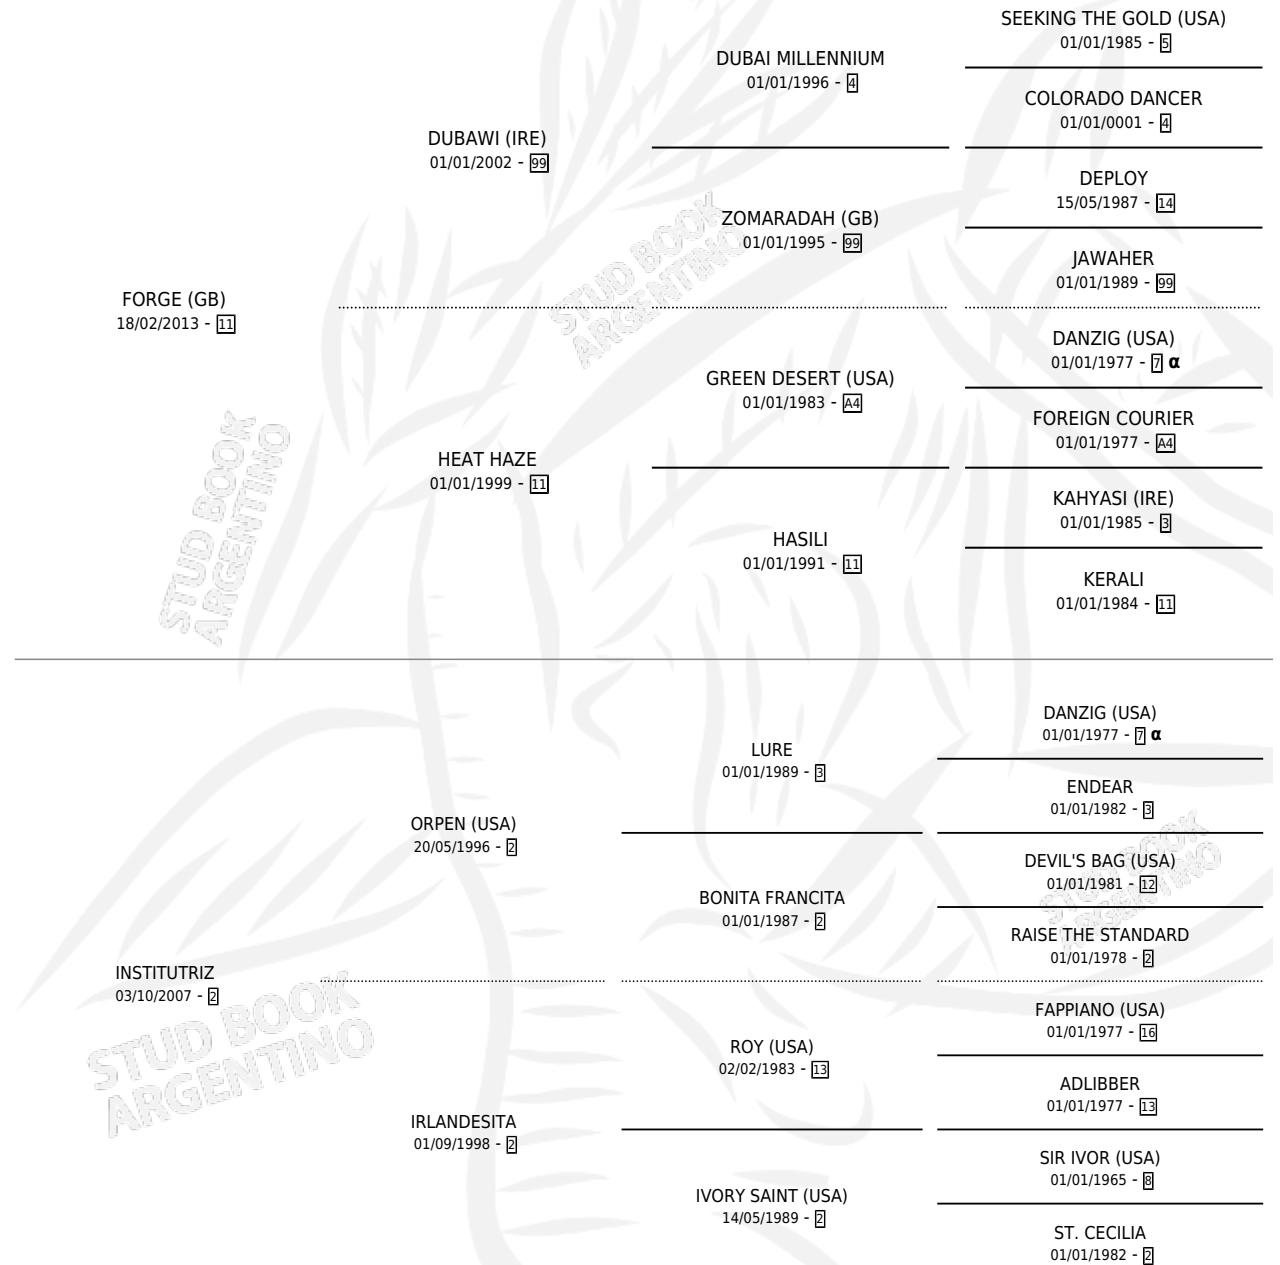 SEEKING THE GOLD (USA)
01/01/1985 - 5
DUBAI MILLENNIUM
01/01/1996 - 4
COLORADO DANCER
01/01/0001 - 4
DUBAWI (IRE)
01/01/2002 - 99
DEPLOY
15/05/1987 - 14
ZOMARADAH (GB)
01/01/1995 - 99
JAWAHER
01/01/1989 - 99
FORGE (GB)
18/02/2013 - 11
DANZIG (USA)
01/01/1977 - 7 α
GREEN DESERT (USA)
01/01/1983 - A4
FOREIGN COURIER
01/01/1977 - A4
HEAT HAZE
01/01/1999 - 11
KAHYASI (IRE)
01/01/1985 - 3
HASILI
01/01/1991 - 11
KERALI
01/01/1984 - 11
DANZIG (USA)
01/01/1977 - 7 α
LURE
01/01/1989 - 3
ENDEAR
01/01/1982 - 3
ORPEN (USA)
20/05/1996 - 2
DEVIL'S BAG (USA)
01/01/1981 - 12
BONITA FRANCITA
01/01/1987 - 2
RAISE THE STANDARD
01/01/1978 - 2
INSTITUTRIZ
03/10/2007 - 2
FAPPIANO (USA)
01/01/1977 - 16
ROY (USA)
02/02/1983 - 13
ADLIBBER
01/01/1977 - 13
IRLANDESITA
01/09/1998 - 2
SIR IVOR (USA)
01/01/1965 - 8
IVORY SAINT (USA)
14/05/1989 - 2
ST. CECILIA
01/01/1982 - 2
STUD BOOK
ARGENTINO
STUD BOOK
ARGENTINO
STUD BOOK
ARGENTINO
STUD BOOK
ARGENTINO